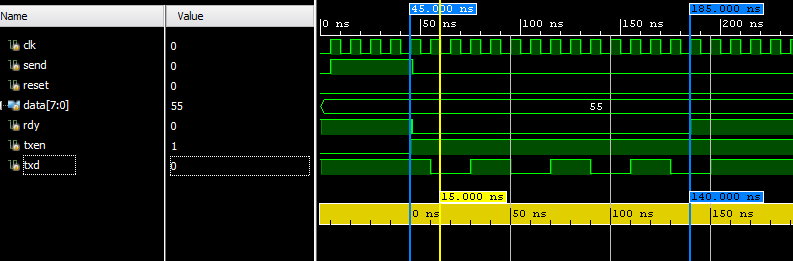 Name Value
45.000 ns 185.000 ns
0 ns 50 ns 100 ns 150 ns 200 ns
clk 0
send 0
reset 0
data[7:0] 55 55
rdy 0
txen 1
txd 0
15.000 ns 140.000 ns
0 ns 50 ns 100 ns 150 ns